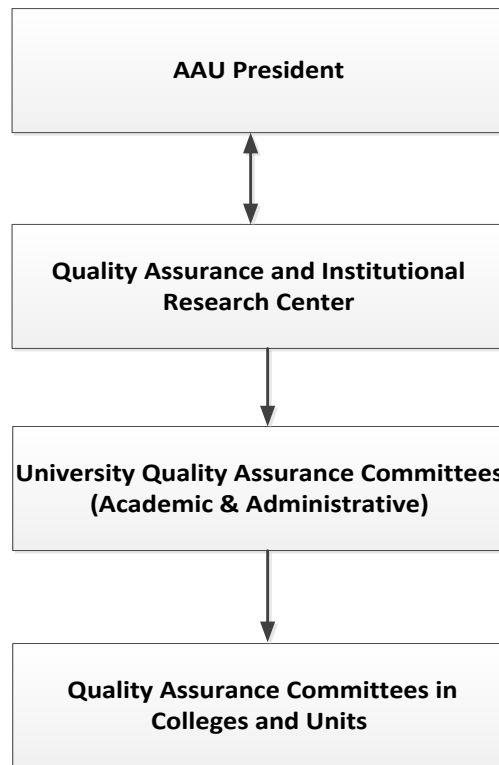 AAU President
Quality Assurance and Institutional
Research Center
University Quality Assurance Committees
(Academic & Administrative)
Quality Assurance Committees in
Colleges and Units